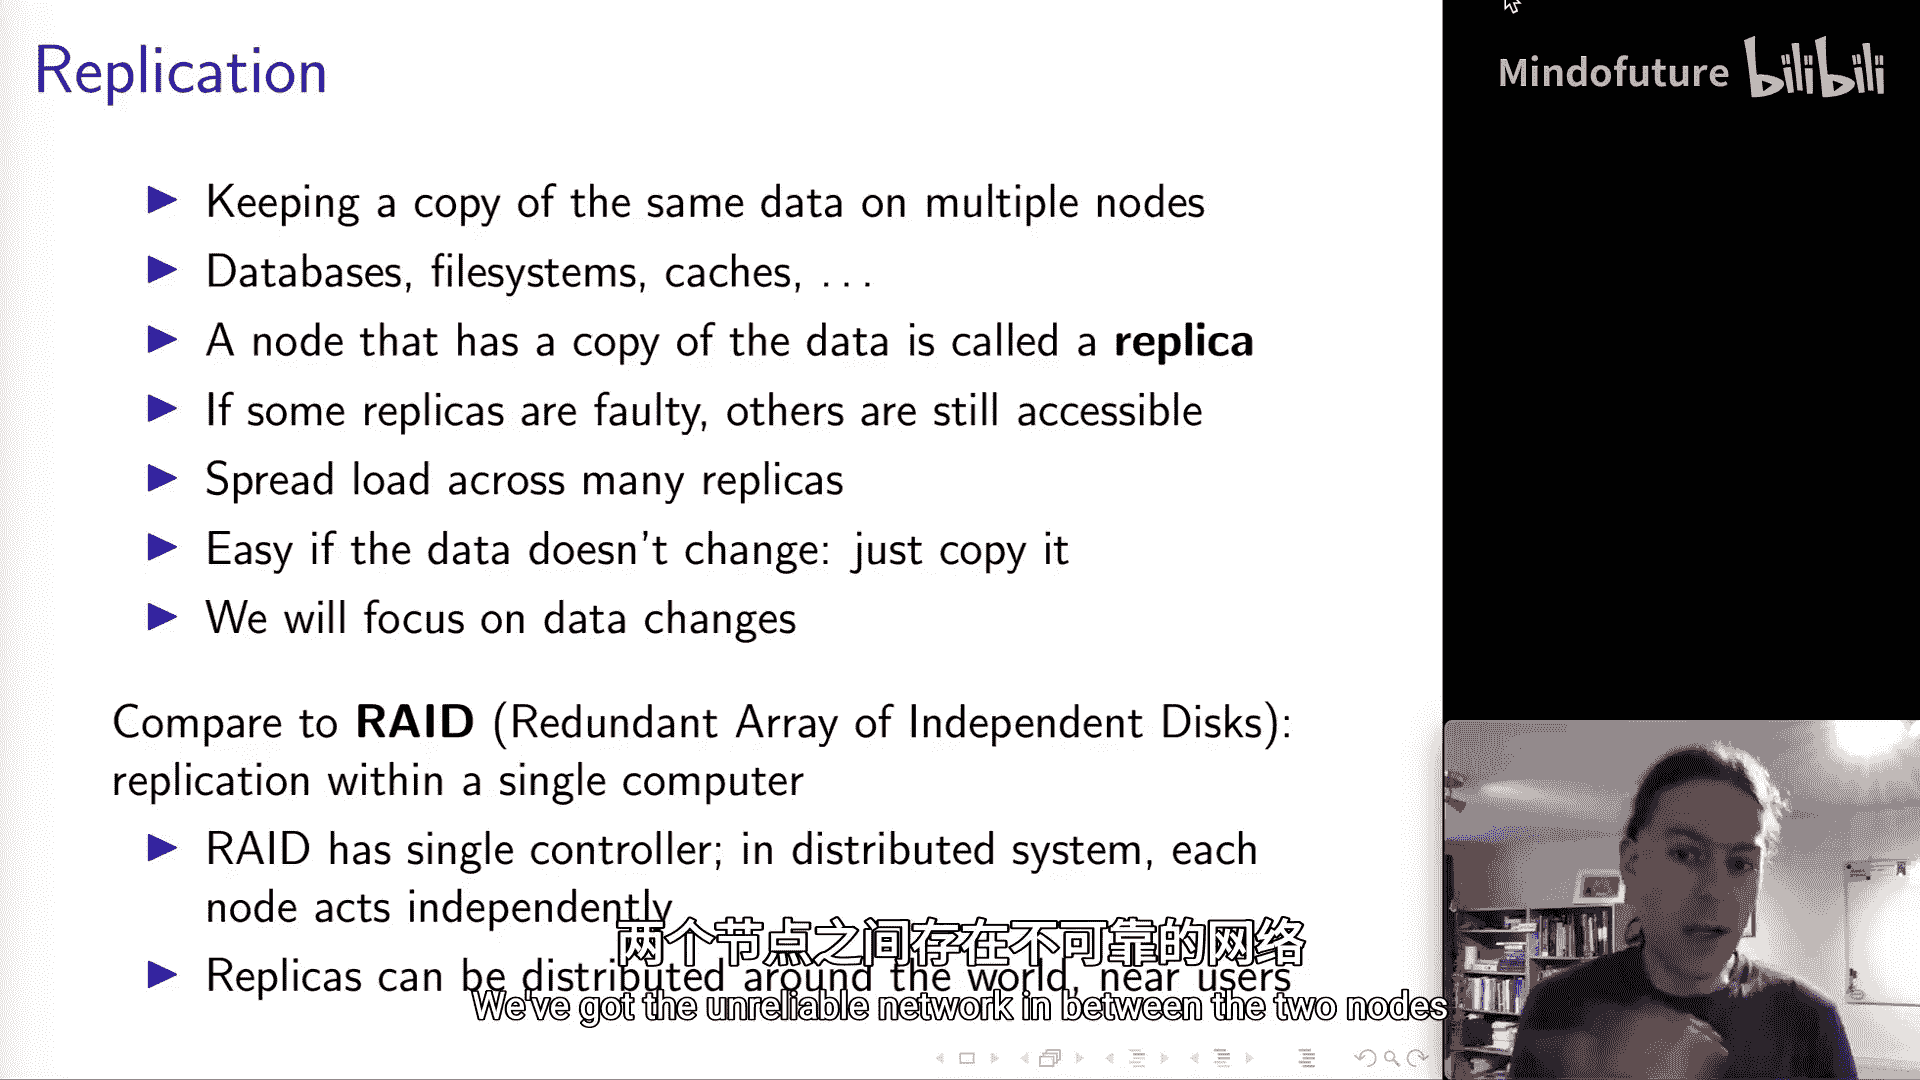 Replication
Mindofuture bilibili
▶ Keeping a copy of the same data on multiple nodes
▶ Databases, filesystems, caches, . . .
▶ A node that has a copy of the data is called a replica
▶ If some replicas are faulty, others are still accessible
▶ Spread load across many replicas
▶ Easy if the data doesn't change: just copy it
▶ We will focus on data changes
Compare to RAID (Redundant Array of Independent Disks):
replication within a single computer
▶ RAID has single controller; in distributed system, each
node acts independently
▶ Replicas can be distributed around the world, near users
两个节点之间存在不可靠的网络
We've got the unreliable network in between the two nodes